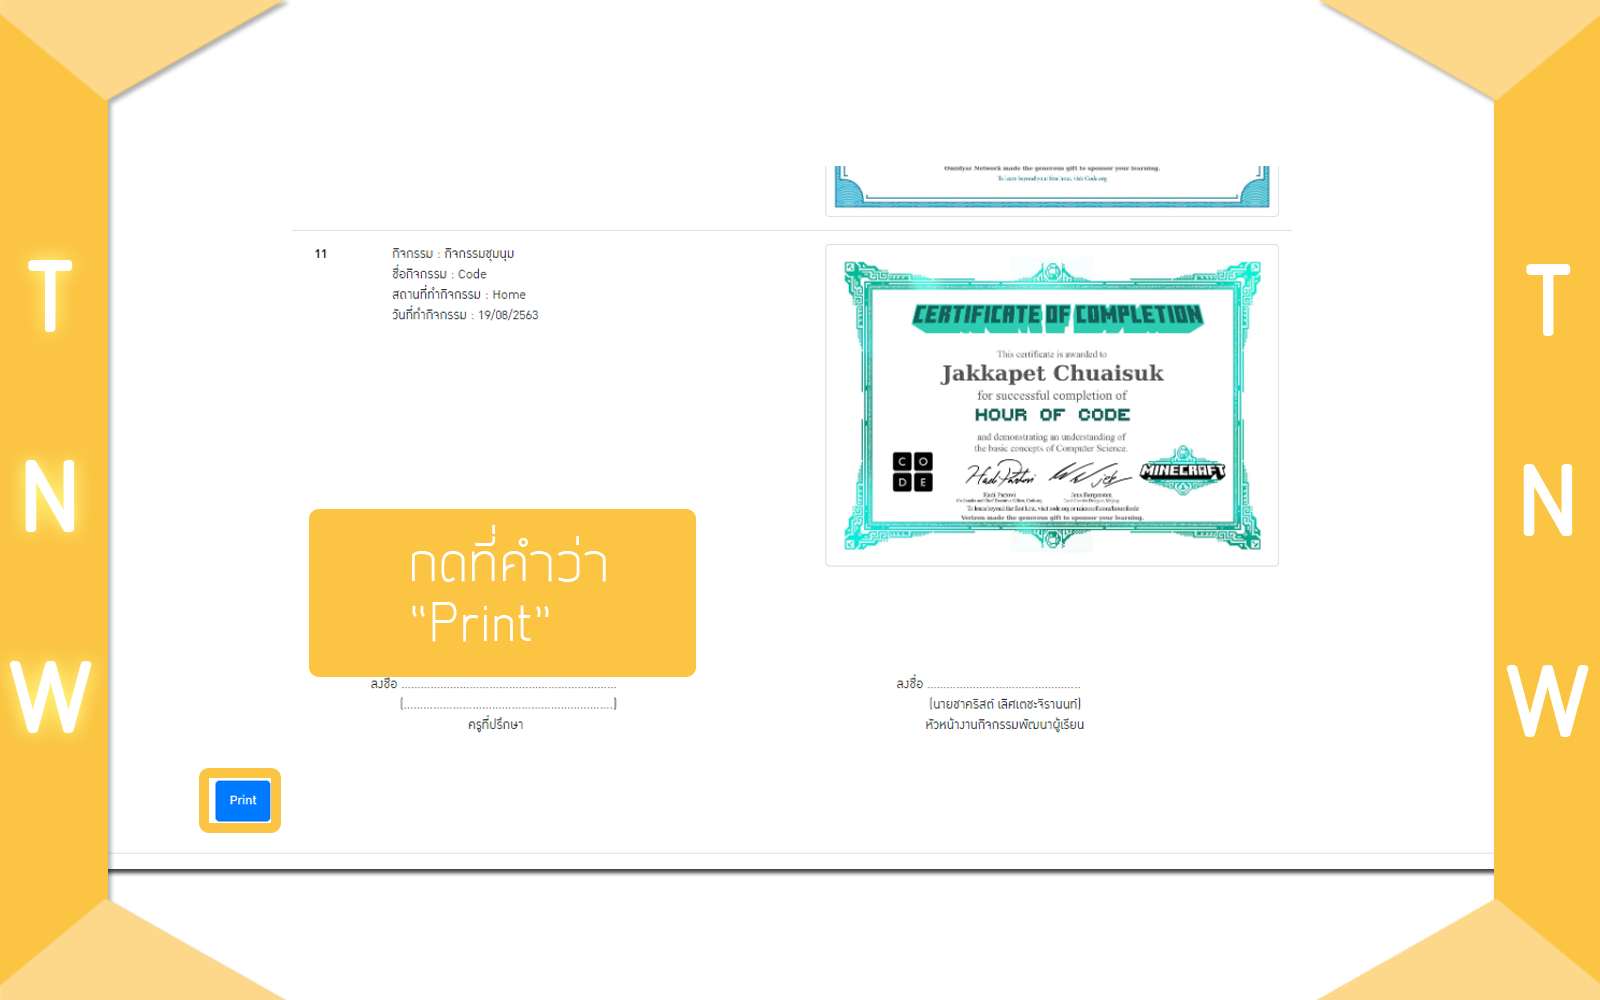 T
N
W
T
N
W
Omidyar Network made the generous gift to sponsor your learning.
To learn beyond your first hour, visit Code.org
11
กิจกรรม : กิจกรรมชุมนุม
ชื่อกิจกรรม : Code
สถานที่ทำกิจกรรม : Home
วันที่ทำกิจกรรม : 19/08/2563
CERTIFICATE OF COMPLETION
This certificate is awarded to
Jakkapet Chuaisuk
for successful completion of
HOUR OF CODE
and demonstrating an understanding of
the basic concepts of Computer Science.
CODE
MINECRAFT
Hadi Partovi
Jens Bergensten
Vertron made the generous gift to sponsor your learning.
กดที่คำว่า
“Print”
ลงชื่อ ..................................................................
(................................................................)
ครูที่ปรึกษา
ลงชื่อ ...............................................
(นายชาคริสต์ เลิศเตชะจิรานนท์)
หัวหน้างานกิจกรรมพัฒนาผู้เรียน
Print